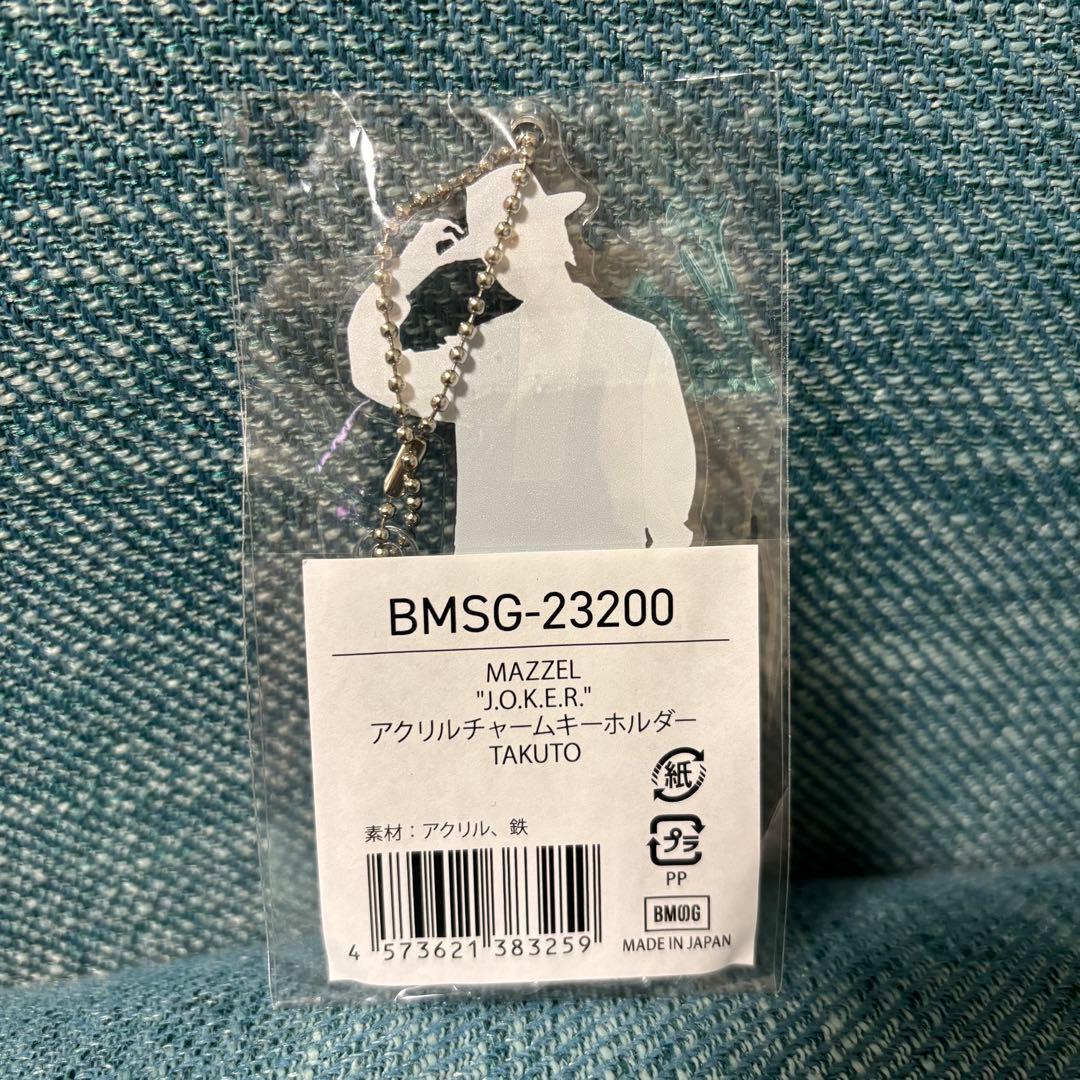 BMSG-23200
MAZZEL
"J.O.K.E.R."
アクリルチャームキーホルダー
TAKUTO
紙
素材：アクリル、鉄
プラ
PP
BMSG
4 573621 383259
MADE IN JAPAN